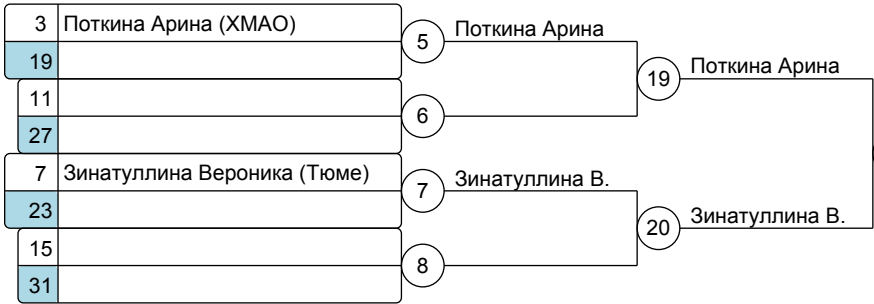 3 Поткина Арина (ХМАО)
5 Поткина Арина
19
19 Поткина Арина
11
6
27
7 Зинатуллина Вероника (Тюме)
7 Зинатуллина В.
23
20 Зинатуллина В.
15
8
31